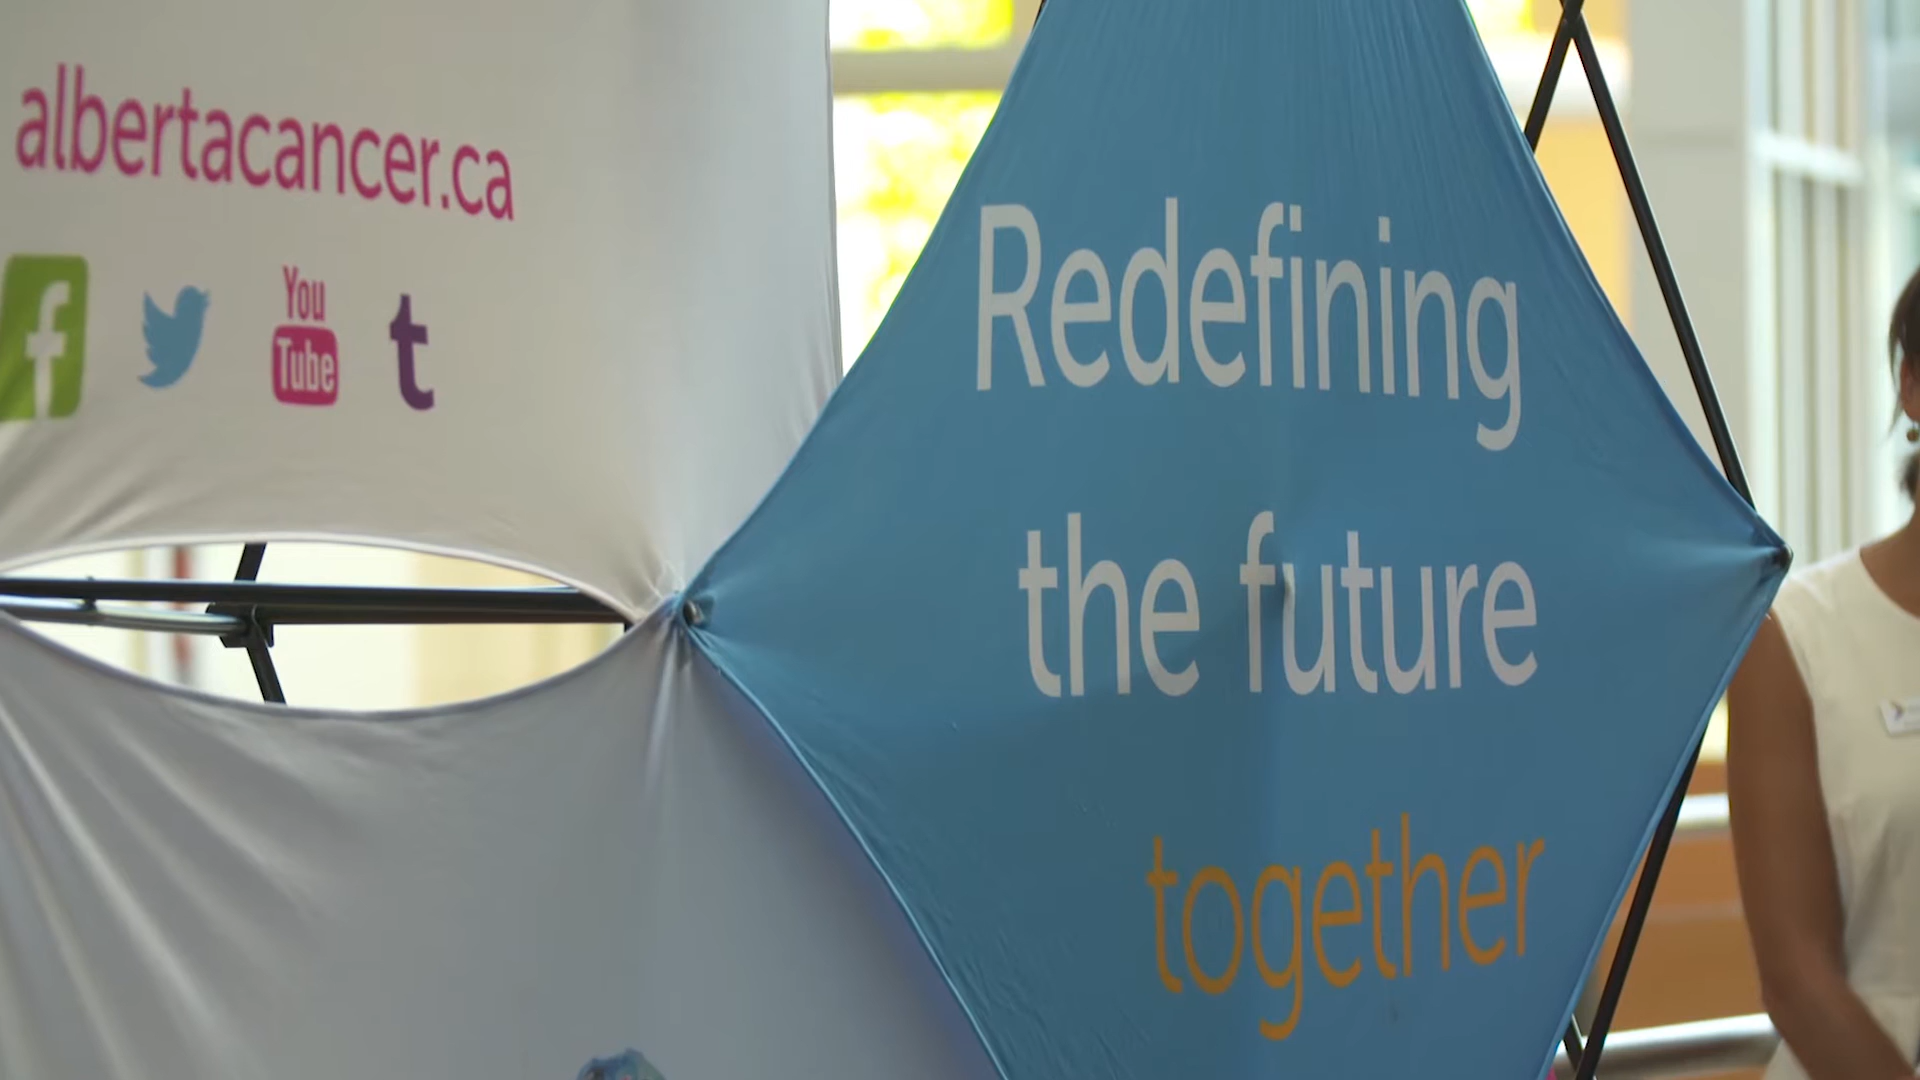 albertacancer.ca
f
You
Tube
t
Redefining
the future
together